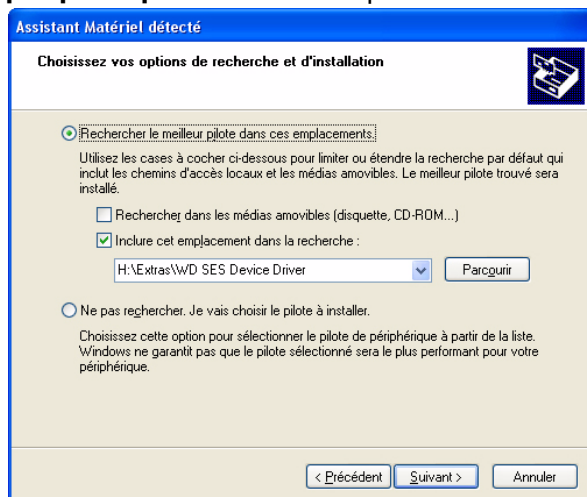 Assistant Matériel détecté
Choisissez vos options de recherche et d'installation
Rechercher le meilleur pilote dans ces emplacements.
Utilisez les cases à cocher ci-dessous pour limiter ou étendre la recherche par défaut qui
inclut les chemins d'accès locaux et les médias amovibles. Le meilleur pilote trouvé sera
installé.
Rechercher dans les médias amovibles (disquette, CD-ROM...)
Inclure cet emplacement dans la recherche :
H:\Extras\WD SES Device Driver
Parcourir
Ne pas rechercher. Je vais choisir le pilote à installer.
Choisissez cette option pour sélectionner le pilote de périphérique à partir de la liste.
Windows ne garantit pas que le pilote sélectionné sera le plus performant pour votre
périphérique.
< Précédent Suivant > Annuler